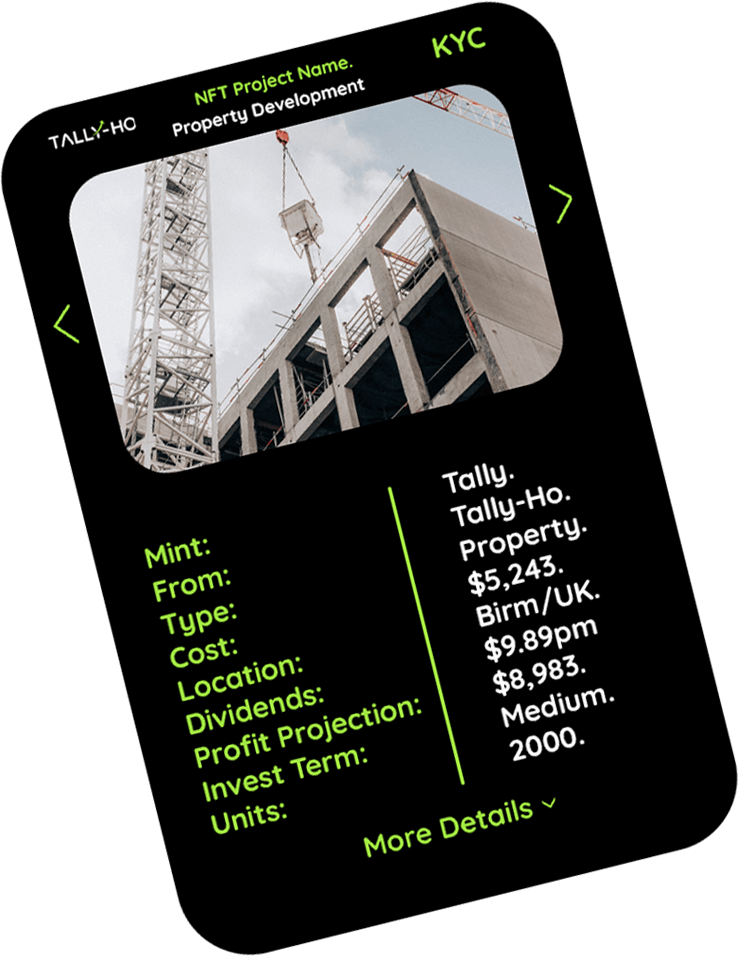 KYC
NFT Project Name.
TALLY-HO
Property Development
Mint: Tally.
From: Tally-Ho.
Type: Property.
Cost: $5,243.
Location: Birm/UK.
Dividends: $9.89pm
Profit Projection: $8,983.
Invest Term: Medium.
Units: 2000.
More Details